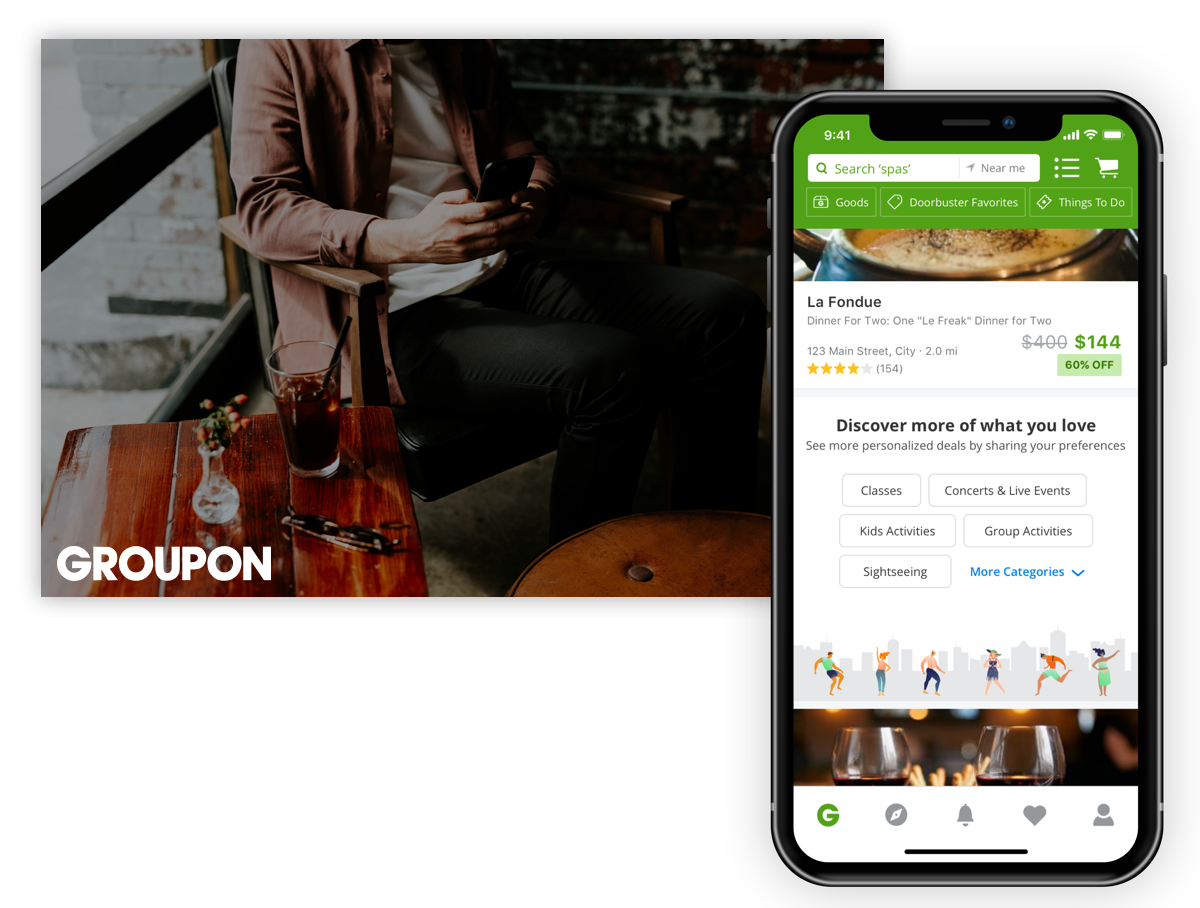 GROUPON
9:41
Search ‘spas’ Near me
Goods Doorbuster Favorites Things To Do
La Fondue
Dinner For Two: One "Le Freak" Dinner for Two
$400 $144
123 Main Street, City · 2.0 mi
60% OFF
(154)
Discover more of what you love
See more personalized deals by sharing your preferences
Classes Concerts & Live Events
Kids Activities Group Activities
Sightseeing More Categories
G